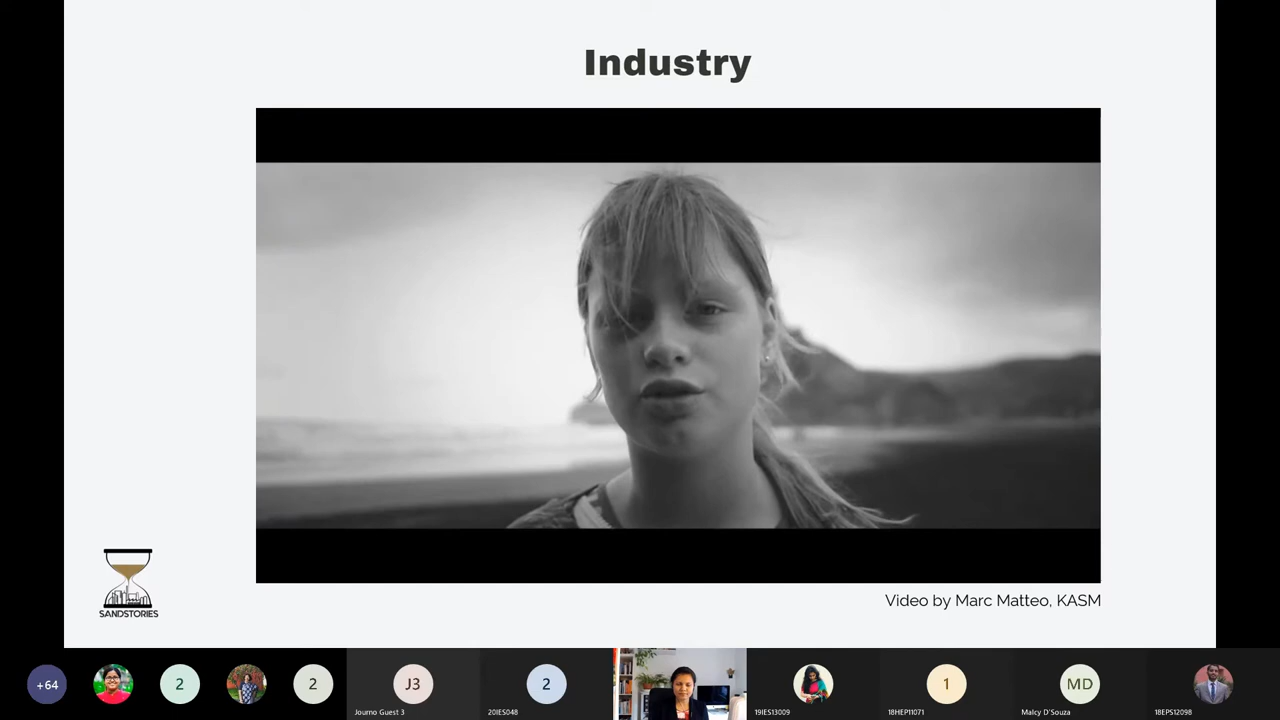 Industry
SANDSTORIES
Video by Marc Matteo, KASM
+64
2
2
J3
Journo Guest 3
2
20IES048
19IES13009
1
18HEP11071
MD
Malcy D'Souza
18EPS12098